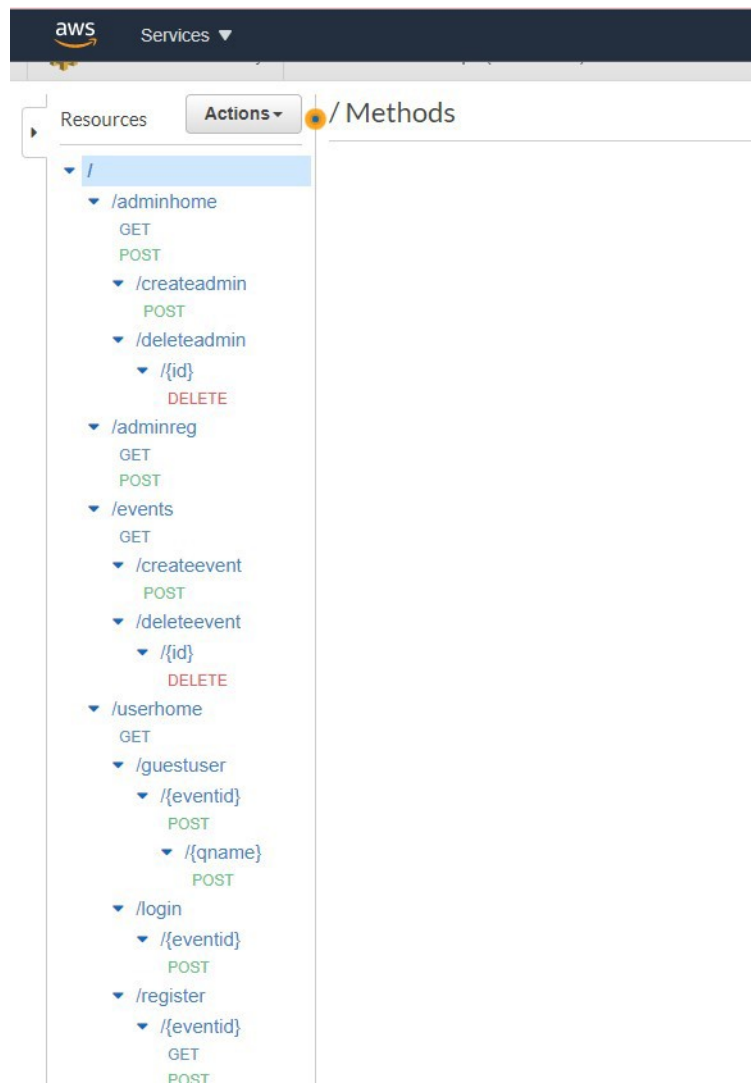 aws Services ▼
Resources Actions / Methods
/
/adminhome
GET
POST
/createadmin
POST
/deleteadmin
/{id}
DELETE
/adminreg
GET
POST
/events
GET
/createevent
POST
/deleteevent
/{id}
DELETE
/userhome
GET
/guestuser
/{eventid}
POST
/{qname}
POST
/login
/{eventid}
POST
/register
/{eventid}
GET
POST